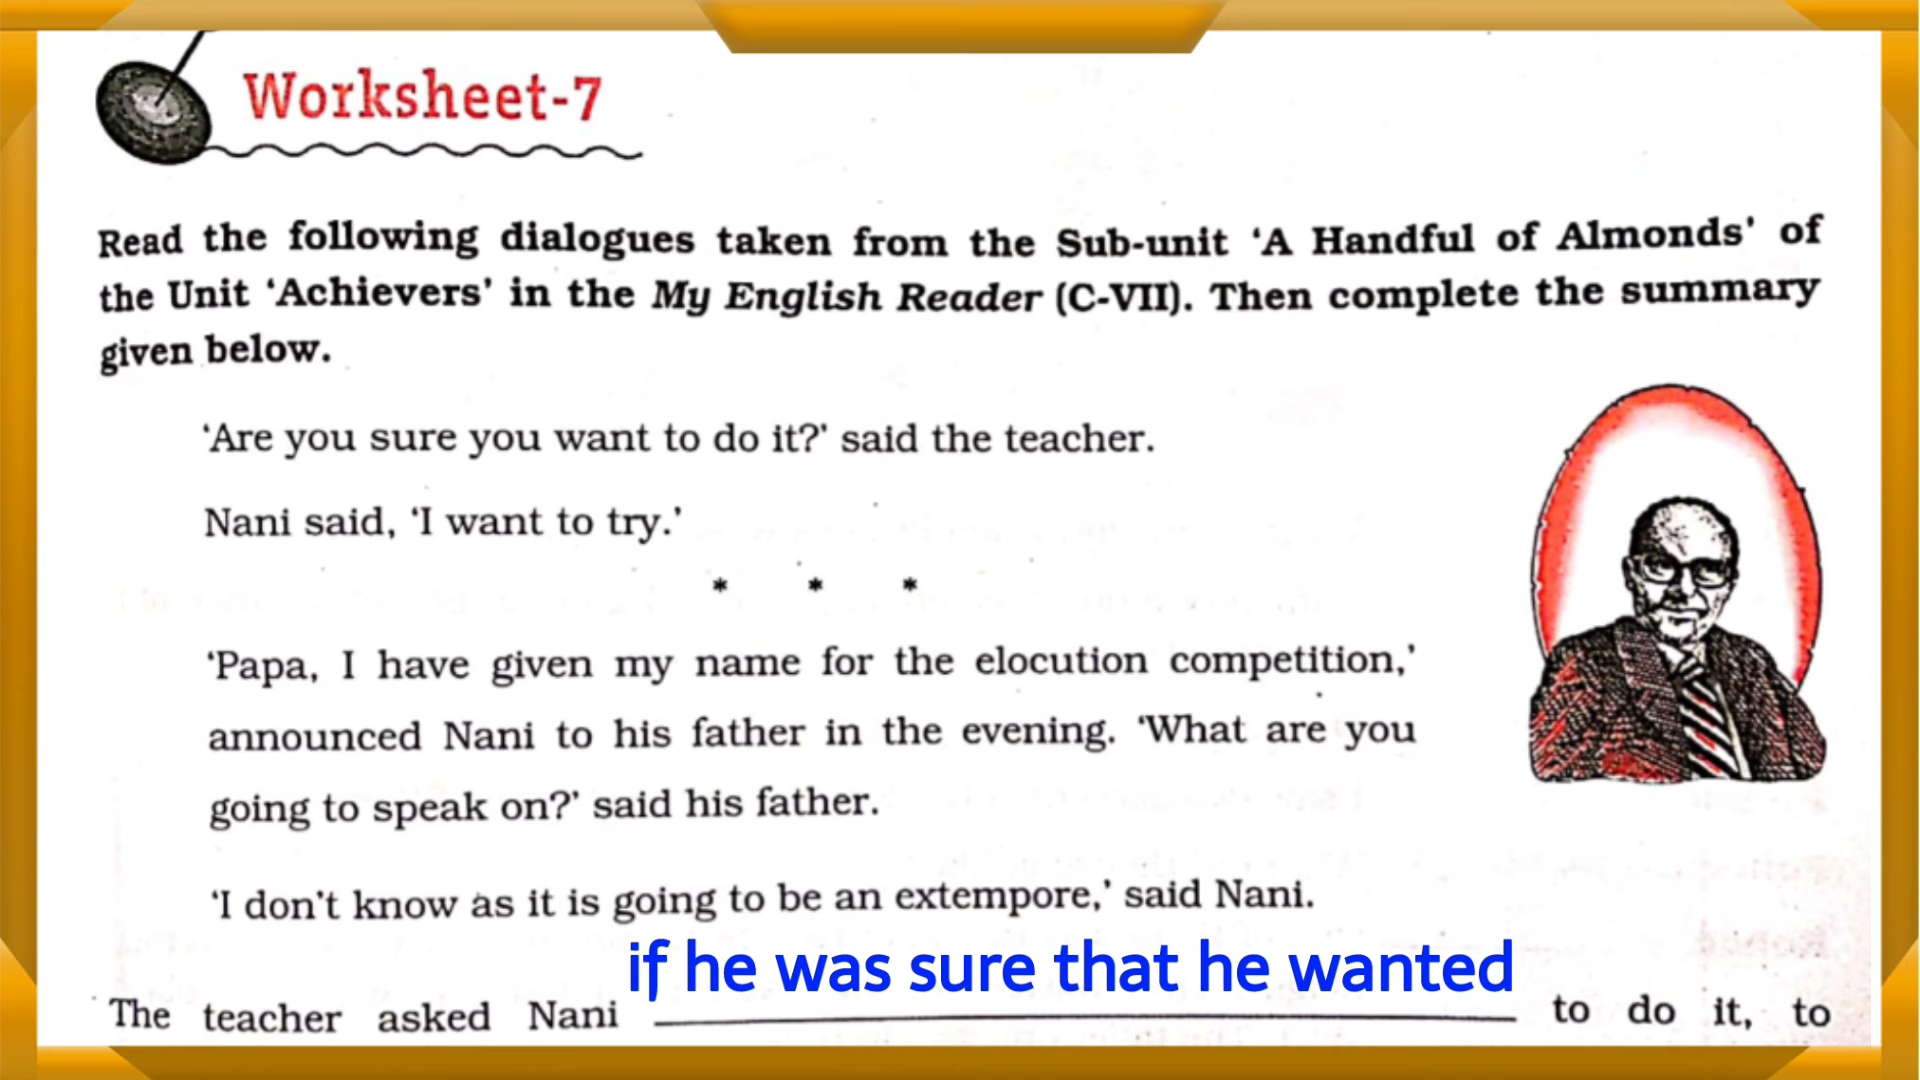 Worksheet-7
Read the following dialogues taken from the Sub-unit ‘A Handful of Almonds’ of
the Unit ‘Achievers’ in the My English Reader (C-VII). Then complete the summary
given below.
‘Are you sure you want to do it?’ said the teacher.
Nani said, ‘I want to try.’
* * *
‘Papa, I have given my name for the elocution competition,’
announced Nani to his father in the evening. ‘What are you
going to speak on?’ said his father.
‘I don't know as it is going to be an extempore,’ said Nani.
if he was sure that he wanted
The teacher asked Nani ____________ to do it, to